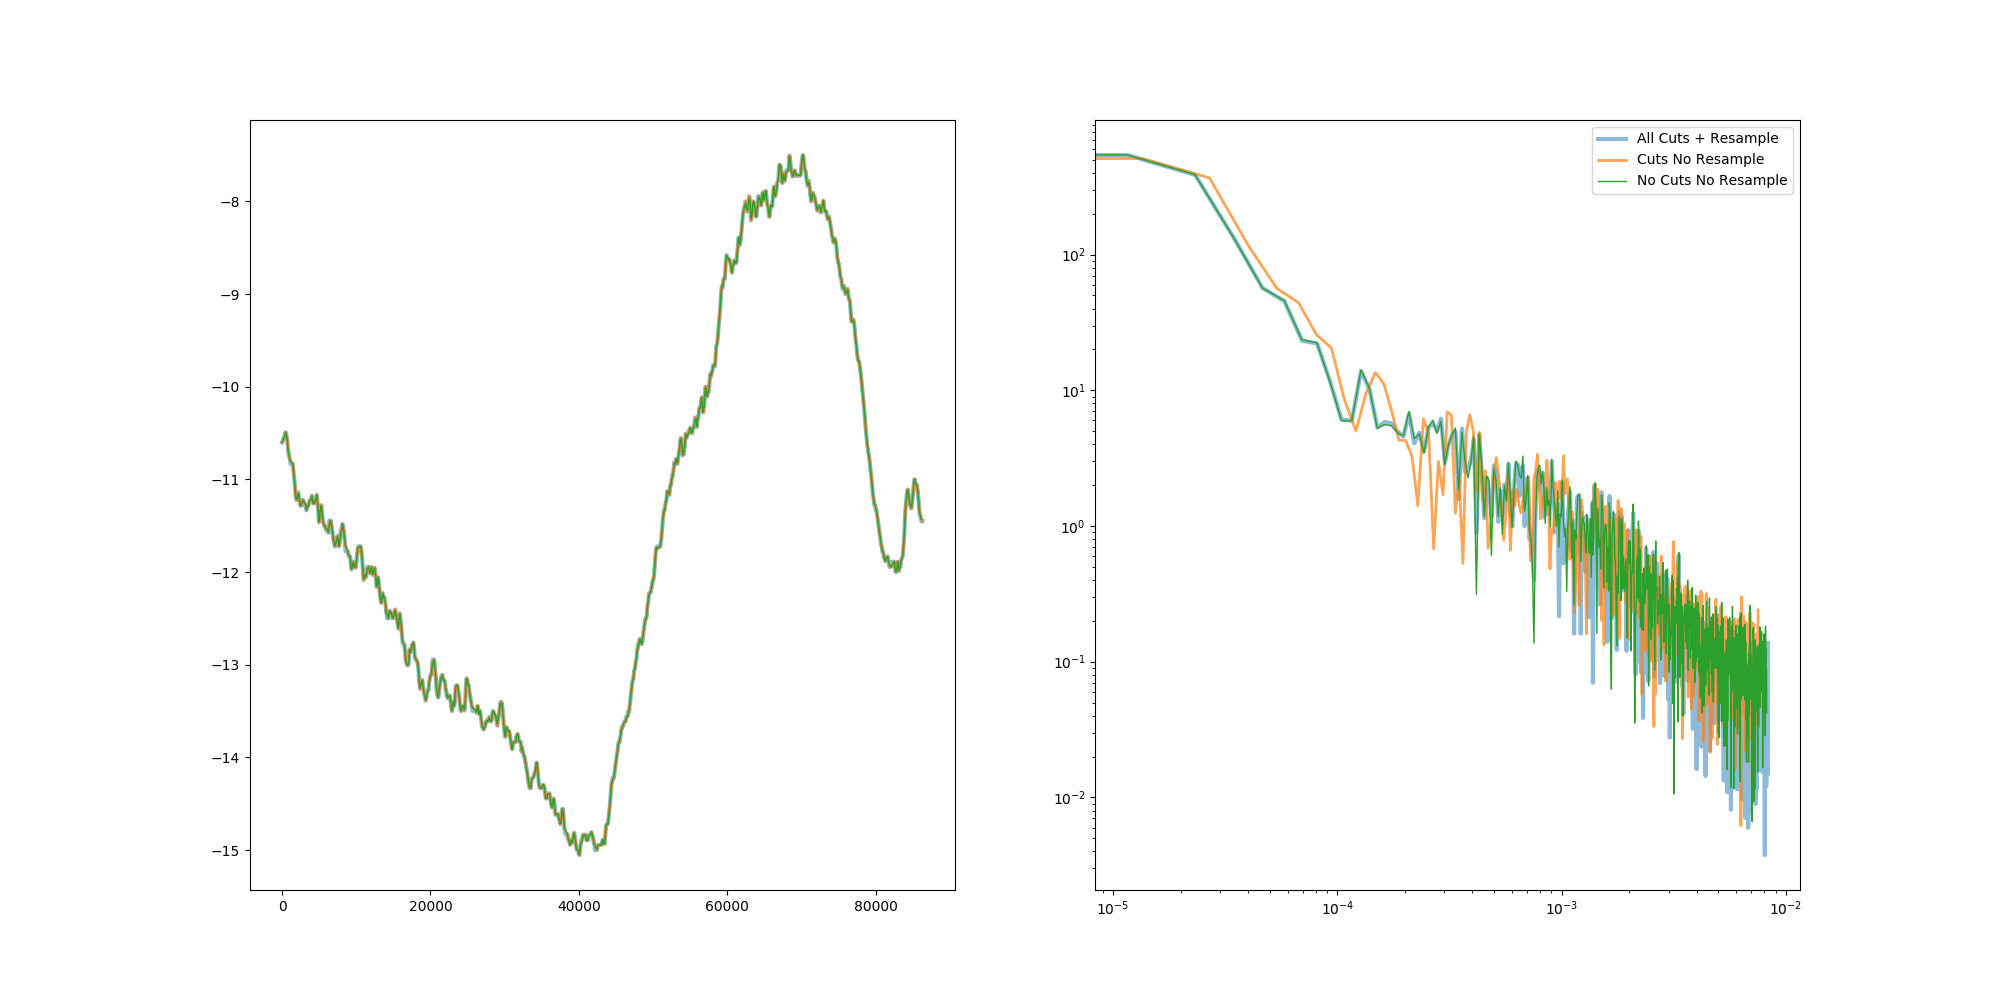 −8
−9
−10
−11
−12
−13
−14
−15
0 20000 40000 60000 80000
All Cuts + Resample
Cuts No Resample
No Cuts No Resample
10²
10¹
10⁰
10⁻¹
10⁻²
10⁻⁵ 10⁻⁴ 10⁻³ 10⁻²